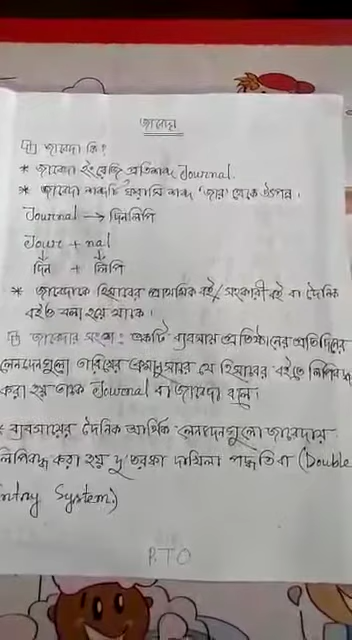 জাবেদা
জাবেদা কি?
* জাবেদা ইংরেজি প্রতিশব্দ Journal.
* জাবেদা শব্দটি ফরাসি শব্দ 'জার' থেকে উৎপন্ন।
Journal → দিনলিপি
Jour + nal
দিন + লিপি
* জাবেদাকে হিসাবের প্রাথমিক বই/ সহকারী বই বা দৈনিক
বইও বলা হয়ে থাকে।
জাবেদার সংজ্ঞা: একটি ব্যবসায় প্রতিষ্ঠানের প্রতিদিনের
লেনদেনগুলো তারিখের ক্রমানুসারে যে হিসাবের বইতে লিপিবদ্ধ
করা হয় তাকে Journal বা জাবেদা বলে।
* ব্যবসায়ের দৈনিক আর্থিক লেনদেনগুলো জাবেদায়
লিপিবদ্ধ করা হয় দু তরফা দাখিলা পদ্ধতিতে (Double
Entry System)
P.T.O